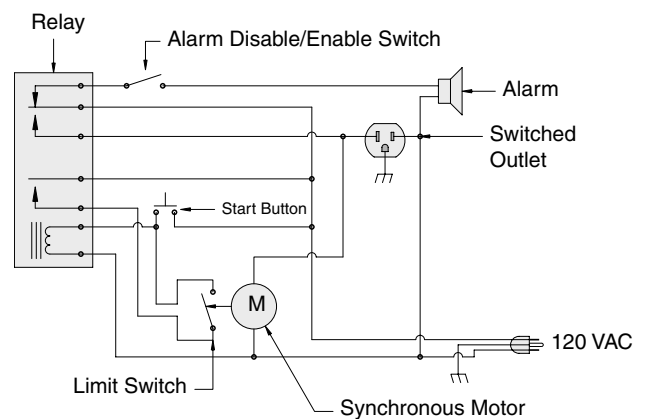 Relay
Alarm Disable/Enable Switch
Alarm
Switched
Outlet
Start Button
M
120 VAC
Limit Switch
Synchronous Motor